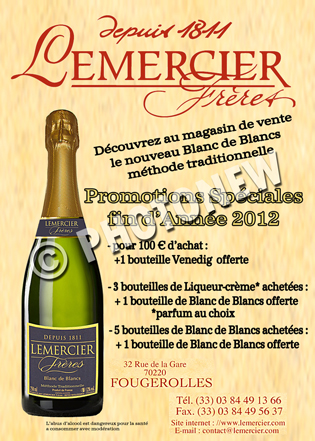 depuis 1811
LEMERCIER
Frères
Découvrez au magasin de vente
le nouveau Blanc de Blancs
méthode traditionnelle
Promotions Spéciales
fin d'Année 2012
- pour 100 € d'achat :
+1 bouteille Venedig offerte
- 3 bouteilles de Liqueur-crème* achetées :
+ 1 bouteille de Blanc de Blancs offerte
*parfum au choix
- 5 bouteilles de Blanc de Blancs achetées :
+ 1 bouteille de Blanc de Blancs offerte
32 Rue de la Gare
70220
FOUGEROLLES
Tél. (33) 03 84 49 13 66
Fax. (33) 03 84 49 56 37
Site internet : //www.lemercier.com
E-mail : contact@lemercier.com
LEMERCIER
Frères
DEPUIS 1811
LEMERCIER
Frères
Blanc de Blancs
Méthode Traditionnelle
L'abus d'alcool est dangereux pour la santé
a consommer avec modération
© PHOTONEW